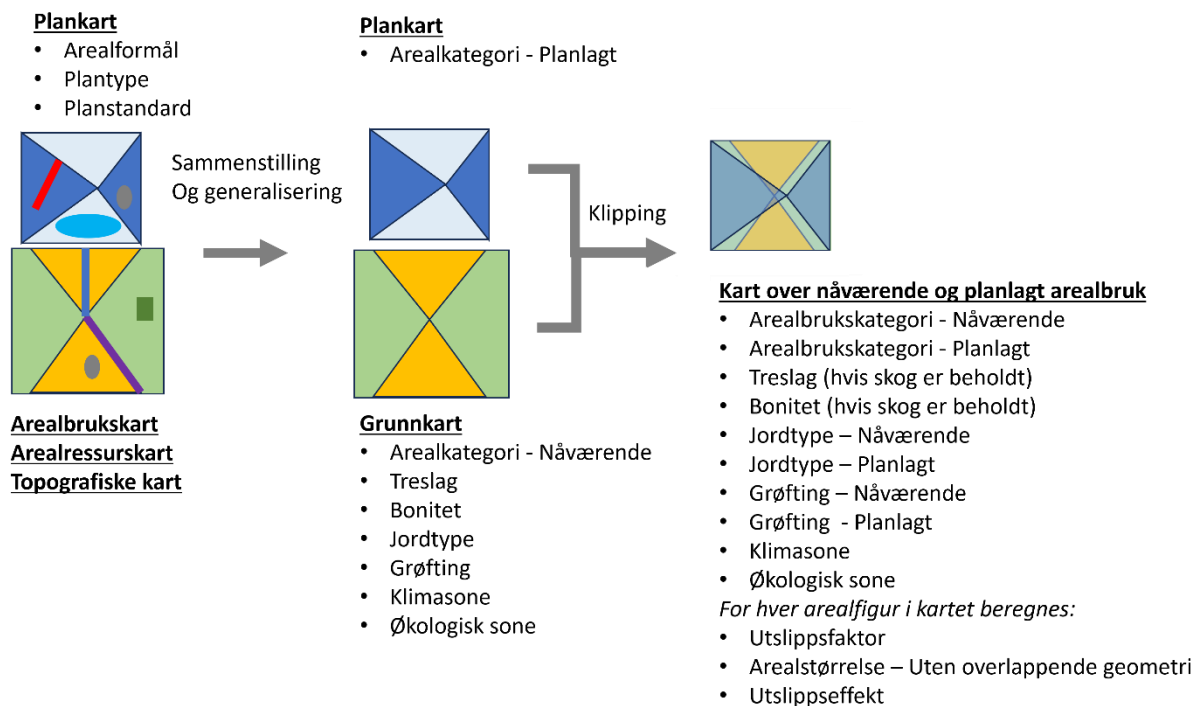 Plankart
• Arealformål
• Plantype
• Planstandard
Sammenstilling
Og generalisering
Arealbrukskart
Arealressurskart
Topografiske kart
Plankart
• Arealkategori - Planlagt
Grunnkart
• Arealkategori - Nåværende
• Treslag
• Bonitet
• Jordtype
• Grøfting
• Klimasone
• Økologisk sone
Klipping
Kart over nåværende og planlagt arealbruk
• Arealbrukskategori - Nåværende
• Arealbrukskategori - Planlagt
• Treslag (hvis skog er beholdt)
• Bonitet (hvis skog er beholdt)
• Jordtype – Nåværende
• Jordtype – Planlagt
• Grøfting – Nåværende
• Grøfting - Planlagt
• Klimasone
• Økologisk sone
For hver arealfigur i kartet beregnes:
• Utslippsfaktor
• Arealstørrelse – Uten overlappende geometri
• Utslippseffekt